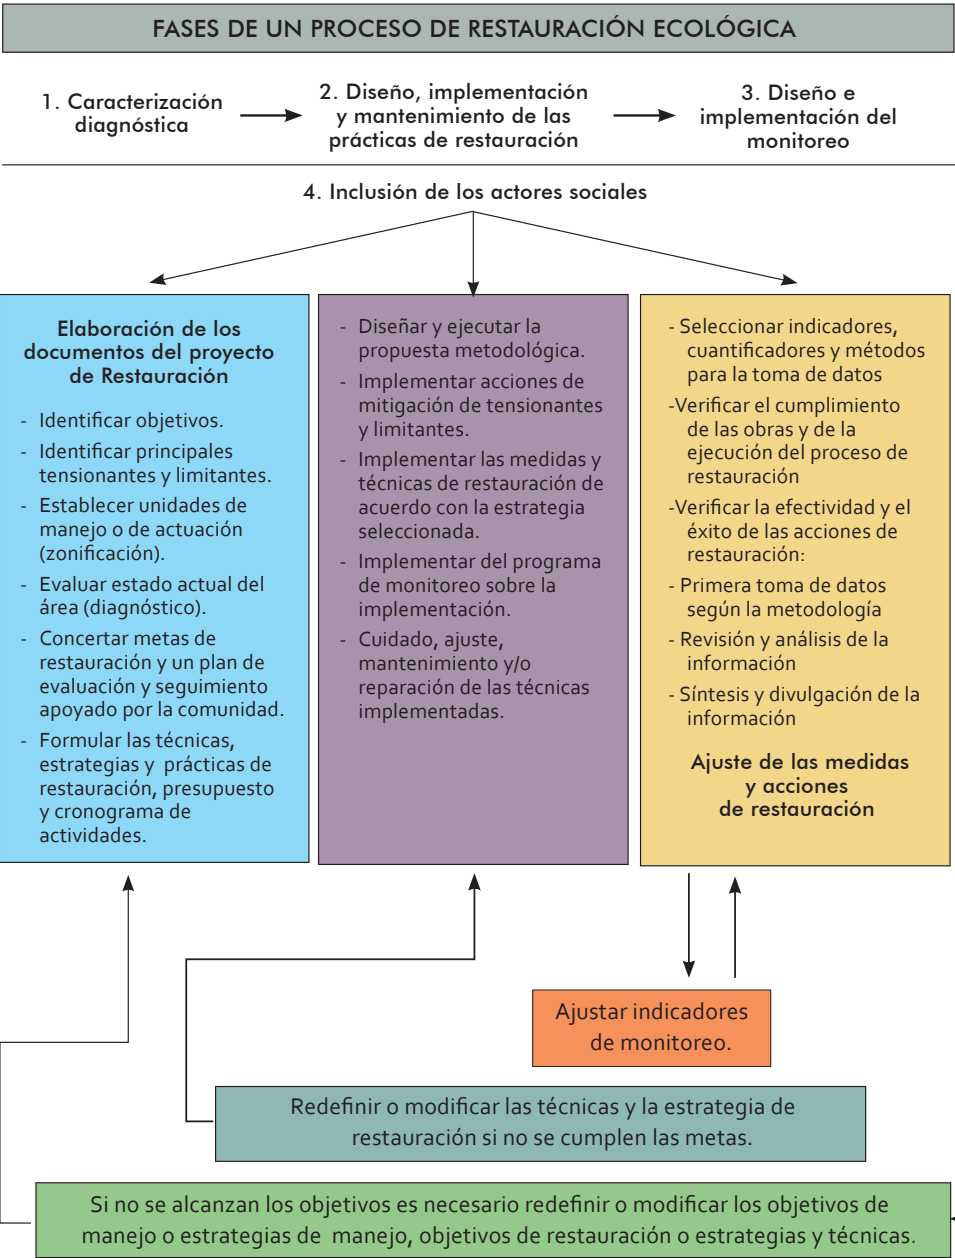 FASES DE UN PROCESO DE RESTAURACIÓN ECOLÓGICA
1. Caracterización
diagnóstica
2. Diseño, implementación
y mantenimiento de las
prácticas de restauración
3. Diseño e
implementación del
monitoreo
4. Inclusión de los actores sociales
Elaboración de los
documentos del proyecto
de Restauración
- Identificar objetivos.
- Identificar principales
tensionantes y limitantes.
- Establecer unidades de
manejo o de actuación
(zonificación).
- Evaluar estado actual del
área (diagnóstico).
- Concertar metas de
restauración y un plan de
evaluación y seguimiento
apoyado por la comunidad.
- Formular las técnicas,
estrategias y prácticas de
restauración, presupuesto
y cronograma de
actividades.
- Diseñar y ejecutar la
propuesta metodológica.
- Implementar acciones de
mitigación de tensionantes
y limitantes.
- Implementar las medidas y
técnicas de restauración de
acuerdo con la estrategia
seleccionada.
- Implementar del programa
de monitoreo sobre la
implementación.
- Cuidado, ajuste,
mantenimiento y/o
reparación de las técnicas
implementadas.
- Seleccionar indicadores,
cuantificadores y métodos
para la toma de datos
-Verificar el cumplimiento
de las obras y de la
ejecución del proceso de
restauración
-Verificar la efectividad y el
éxito de las acciones de
restauración:
- Primera toma de datos
según la metodología
- Revisión y análisis de la
información
- Síntesis y divulgación de la
información
Ajuste de las medidas
y acciones
de restauración
Ajustar indicadores
de monitoreo.
Redefinir o modificar las técnicas y la estrategia de
restauración si no se cumplen las metas.
Si no se alcanzan los objetivos es necesario redefinir o modificar los objetivos de
manejo o estrategias de manejo, objetivos de restauración o estrategias y técnicas.